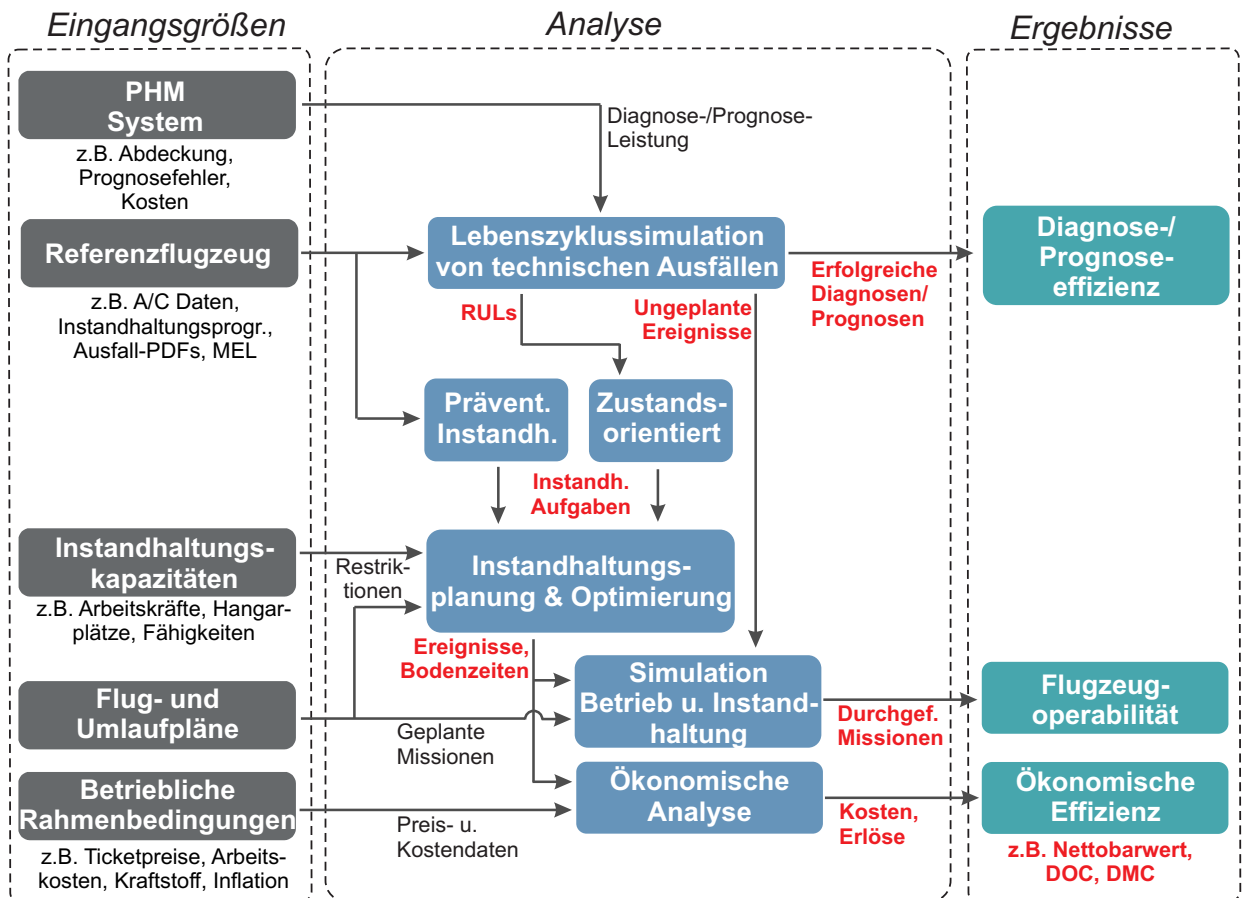 Eingangsgrößen
Analyse
Ergebnisse
PHM
System
z.B. Abdeckung,
Prognosefehler,
Kosten
Referenzflugzeug
z.B. A/C Daten,
Instandhaltungsprogr.,
Ausfall-PDFs, MEL
Instandhaltungs-
kapazitäten
z.B. Arbeitskräfte, Hangar-
plätze, Fähigkeiten
Flug- und
Umlaufpläne
Betriebliche
Rahmenbedingungen
z.B. Ticketpreise, Arbeits-
kosten, Kraftstoff, Inflation
Diagnose-/Prognose-
Leistung
Lebenszyklussimulation
von technischen Ausfällen
RULs
Ungeplante
Ereignisse
Erfolgreiche
Diagnosen/
Prognosen
Prävent.
Instandh.
Zustands-
orientiert
Instandh.
Aufgaben
Restrik-
tionen
Instandhaltungs-
planung & Optimierung
Ereignisse,
Bodenzeiten
Simulation
Betrieb u. Instand-
haltung
Geplante
Missionen
Durchgef.
Missionen
Ökonomische
Analyse
Preis- u.
Kostendaten
Kosten,
Erlöse
Diagnose-/
Prognose-
effizienz
Flugzeug-
operabilität
Ökonomische
Effizienz
z.B. Nettobarwert,
DOC, DMC